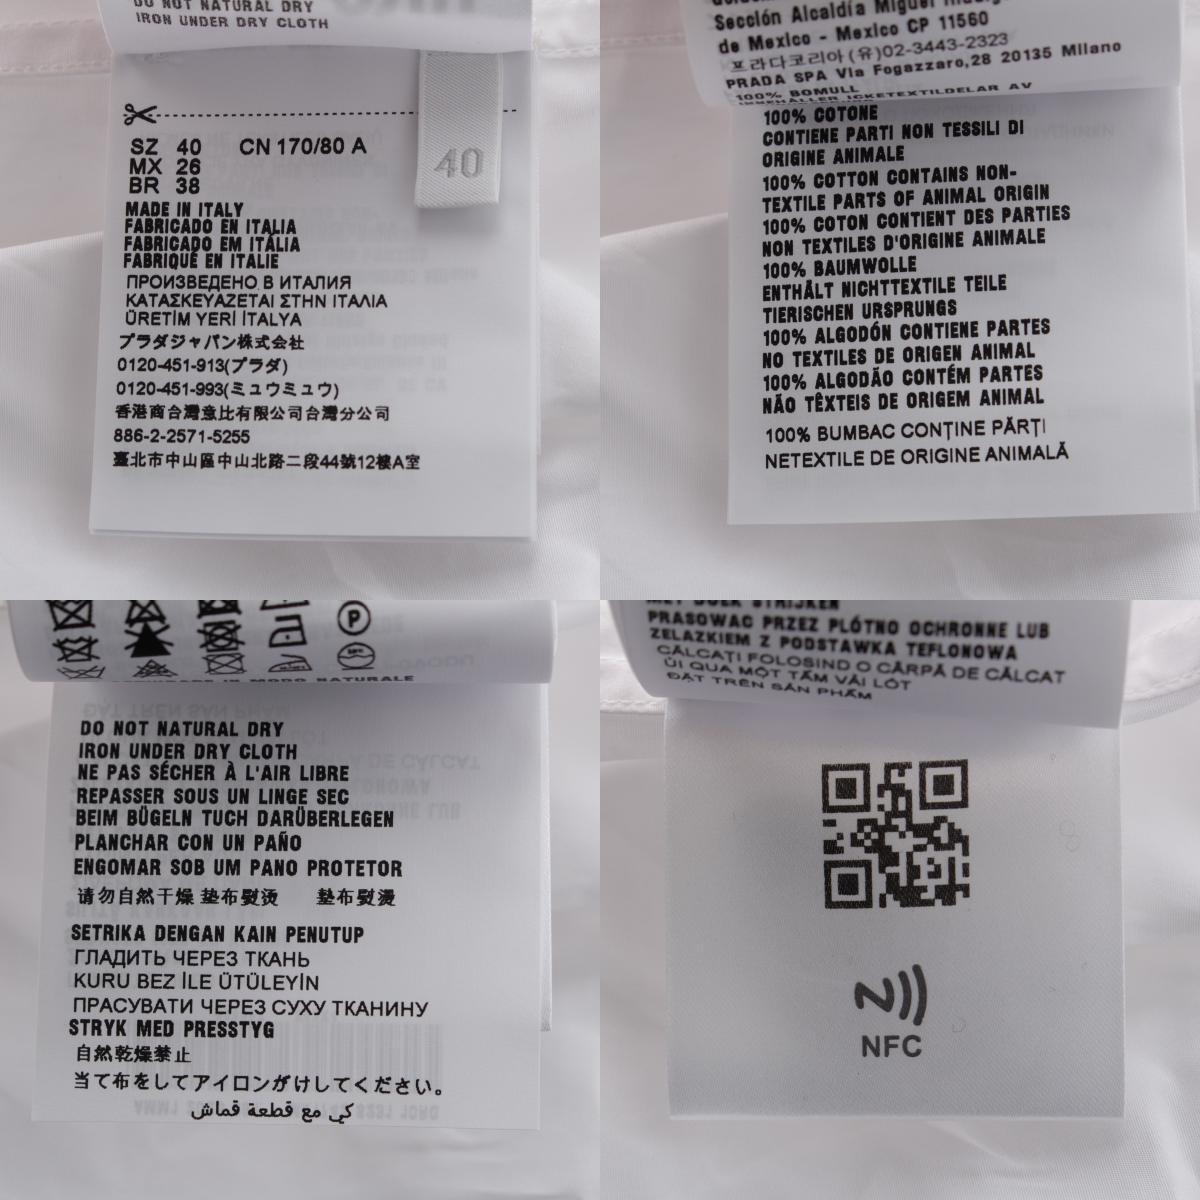 DO NOT NATURAL DRY
IRON UNDER DRY CLOTH
SZ 40 CN 170/80 A
MX 26
BR 38
40
MADE IN ITALY
FABRICADO EN ITALIA
FABRICADO EM ITÁLIA
FABRIQUÉ EN ITALIE
ПРОИЗВЕДЕНО В ИТАЛИЯ
ΚΑΤΑΣΚΕΥΑΖΕΤΑΙ ΣΤΗΝ ΙΤΑΛΙΑ
ÜRETİM YERİ İTALYA
プラダジャパン株式会社
0120-451-913(プラダ)
0120-451-993(ミュウミュウ)
香港商台灣意比有限公司台灣分公司
886-2-2571-5255
臺北市中山區中山北路二段44號12樓A室
Sección Alcaldía Miguel
de Mexico - Mexico CP 11560
프라다코리아(유)02-3443-2323
PRADA SPA Via Fogazzaro,28 20135 Milano
100% BOMULL
INNEHÅLLER ICKETEXTILDELAR AV
100% COTONE
CONTIENE PARTI NON TESSILI DI
ORIGINE ANIMALE
100% COTTON CONTAINS NON-
TEXTILE PARTS OF ANIMAL ORIGIN
100% COTON CONTIENT DES PARTIES
NON TEXTILES D'ORIGINE ANIMALE
100% BAUMWOLLE
ENTHÄLT NICHTTEXTILE TEILE
TIERISCHEN URSPRUNGS
100% ALGODÓN CONTIENE PARTES
NO TEXTILES DE ORIGEN ANIMAL
100% ALGODÃO CONTÉM PARTES
NÃO TÊXTEIS DE ORIGEM ANIMAL
100% BUMBAC CONȚINE PĂRȚI
NETEXTILE DE ORIGINE ANIMALĂ
P
IN MODO NATURALE
DO NOT NATURAL DRY
IRON UNDER DRY CLOTH
NE PAS SÉCHER À L'AIR LIBRE
REPASSER SOUS UN LINGE SEC
BEIM BÜGELN TUCH DARÜBERLEGEN
PLANCHAR CON UN PAÑO
ENGOMAR SOB UM PANO PROTETOR
请勿自然干燥 垫布熨烫 墊布熨燙
SETRIKA DENGAN KAIN PENUTUP
ГЛАДИТЬ ЧЕРЕЗ ТКАНЬ
KURU BEZ İLE ÜTÜLEYİN
ПРАСУВАТИ ЧЕРЕЗ СУХУ ТКАНИНУ
STRYK MED PRESSTYG
自然乾燥禁止
当て布をしてアイロンがけしてください。
كي مع قطعة قماش
MET DOEK STRIJKEN
PRASOWAC PRZEZ PLÓTNO OCHRONNE LUB
ZELAZKIEM Z PODSTAWKA TEFLONOWA
CĂLCAȚI FOLOSIND O CÂRPĂ DE CĂLCAT
ỦI QUA MỘT TẤM VẢI LÓT
ĐẶT TRÊN SẢN PHẨM
NFC